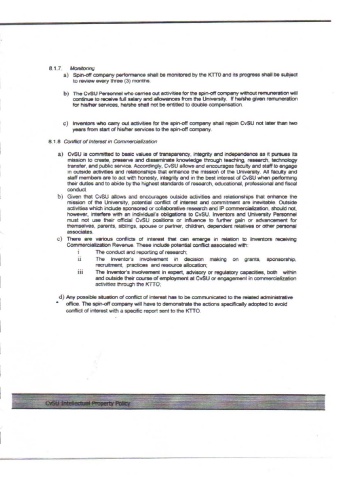 8.1.7. Monitoring
a) Spin-off company performance shall be monitored by the KTTO and its progress shall be subject
to review every three (3) months.
b) The CvSU Personnel who carries out activities for the spin-off company without remuneration will
continue to receive full salary and allowances from the University. If he/she given remuneration
for his/her services, he/she shall not be entitled to double compensation.
c) Inventors who carry out activities for the spin-off company shall rejoin CvSU not later than two
years from start of his/her services to the spin-off company.
8.1.8 Conflict of Interest in Commercialization
a) CvSU is committed to basic values of transparency, integrity and independence as it pursues its
mission to create, preserve and disseminate knowledge through teaching, research, technology
transfer, and public service. Accordingly, CvSU allows and encourages faculty and staff to engage
in outside activities and relationships that enhance the mission of the University. All faculty and
staff members are to act with honesty, integrity and in the best interest of CvSU when performing
their duties and to abide by the highest standards of research, educational, professional and fiscal
conduct.
b) Given that CvSU allows and encourages outside activities and relationships that enhance the
mission of the University, potential conflict of interest and commitment are inevitable. Outside
activities which include sponsored or collaborative research and IP commercialization, should not,
however, interfere with an individual's obligations to CvSU. Inventors and University Personnel
must not use their official CvSU positions or influence to further gain or advancement for
themselves, parents, siblings, spouse or partner, children, dependent relatives or other personal
associates.
c) There are various conflicts of interest that can emerge in relation to Inventors receiving
Commercialization Revenue. These include potential conflict associated with:
i The conduct and reporting of research;
ii The Inventor's involvement in decision making on grants, sponsorship,
recruitment, practices and resource allocation;
iii The Inventor's involvement in expert, advisory or regulatory capacities, both within
and outside their course of employment at CvSU or engagement in commercialization
activities through the KTTO;
d) Any possible situation of conflict of interest has to be communicated to the related administrative
office. The spin-off company will have to demonstrate the actions specifically adopted to avoid
conflict of interest with a specific report sent to the KTTO.
CvSU Intellectual Property Policy